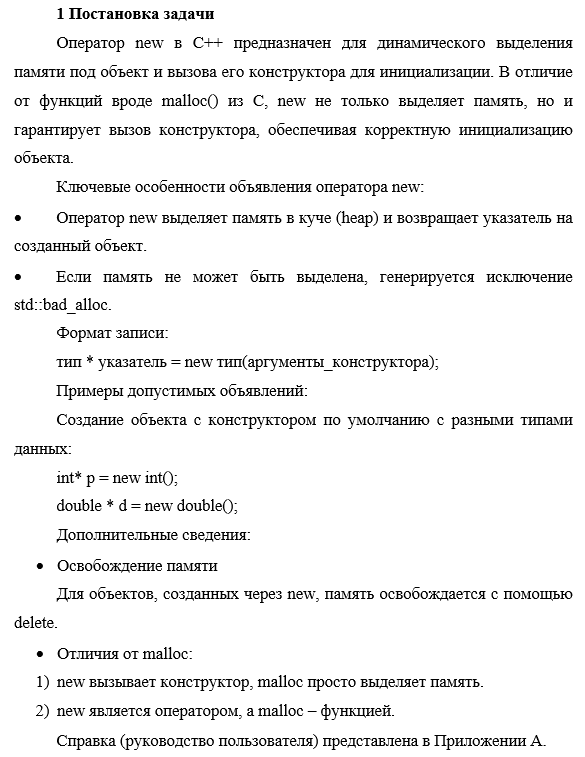 1 Постановка задачи
Оператор new в C++ предназначен для динамического выделения
памяти под объект и вызова его конструктора для инициализации. В отличие
от функций вроде malloc() из C, new не только выделяет память, но и
гарантирует вызов конструктора, обеспечивая корректную инициализацию
объекта.
Ключевые особенности объявления оператора new:
• Оператор new выделяет память в куче (heap) и возвращает указатель на
созданный объект.
• Если память не может быть выделена, генерируется исключение
std::bad_alloc.
Формат записи:
тип * указатель = new тип(аргументы_конструктора);
Примеры допустимых объявлений:
Создание объекта с конструктором по умолчанию с разными типами
данных:
int* p = new int();
double * d = new double();
Дополнительные сведения:
• Освобождение памяти
Для объектов, созданных через new, память освобождается с помощью
delete.
• Отличия от malloc:
1) new вызывает конструктор, malloc просто выделяет память.
2) new является оператором, а malloc – функцией.
Справка (руководство пользователя) представлена в Приложении А.